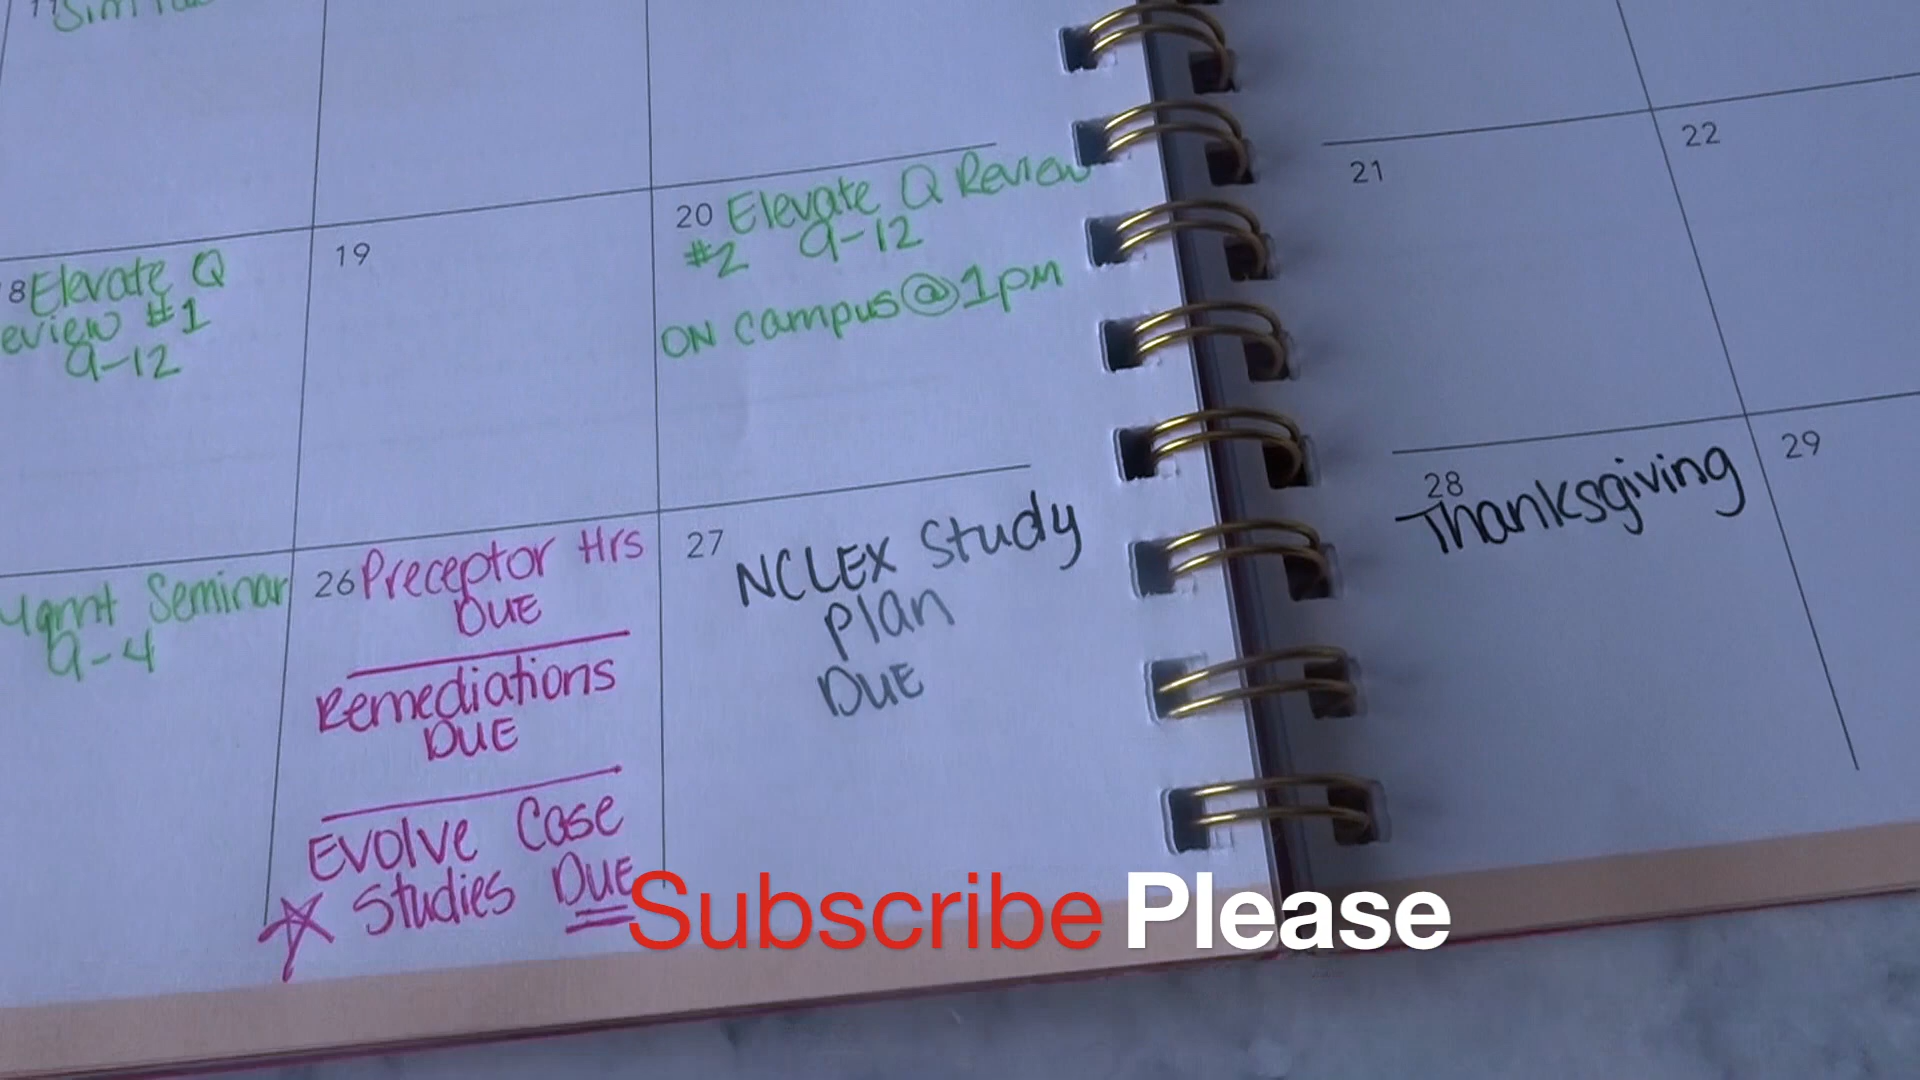 20 Elevate Q Review
#2 9-12
ON campus@1pm
21
22
8 Elevate Q
eview #1
9-12
19
Seminar
9-4
26 Preceptor Hrs
DUE
Remediations
DUE
Evolve Case
Studies Due
27 NCLEX Study
Plan
DUE
28
Thanksgiving
29
Subscribe Please